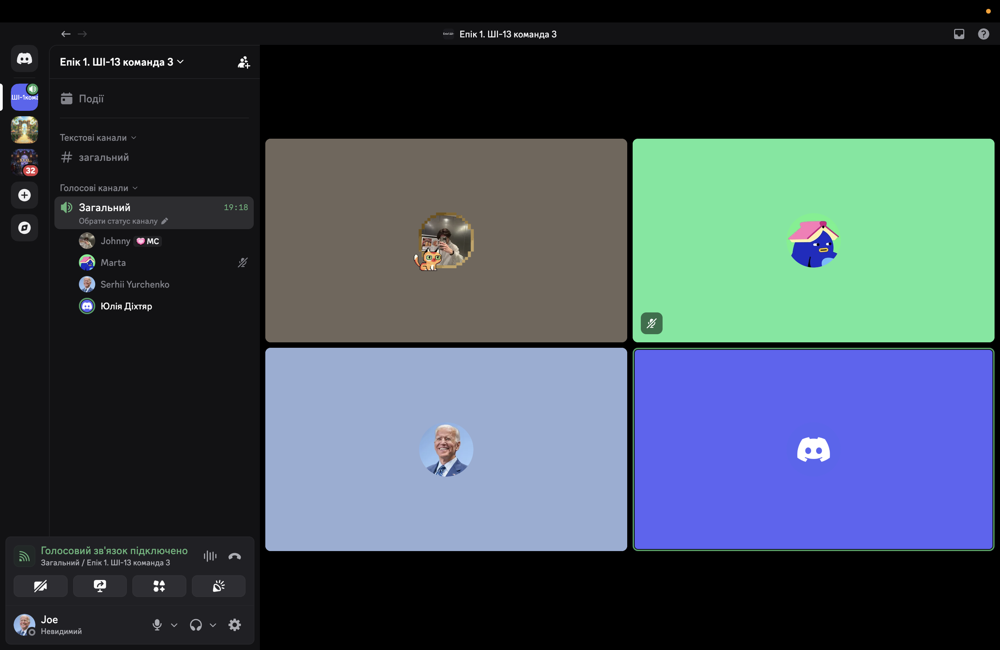 Епік 1. ШІ-13 команда 3
Епік 1. ШІ-13 команда 3
.ШІ-1кома
Події
Текстові канали
загальний
XXXL
32
Голосові канали
Загальний
19:18
Обрати статус каналу
Johnny MC
Marta
Serhii Yurchenko
Юлія Діхтяр
Голосовий зв'язок підключено
Загальний / Епік 1. ШІ-13 команда 3
Joe
Невидимий